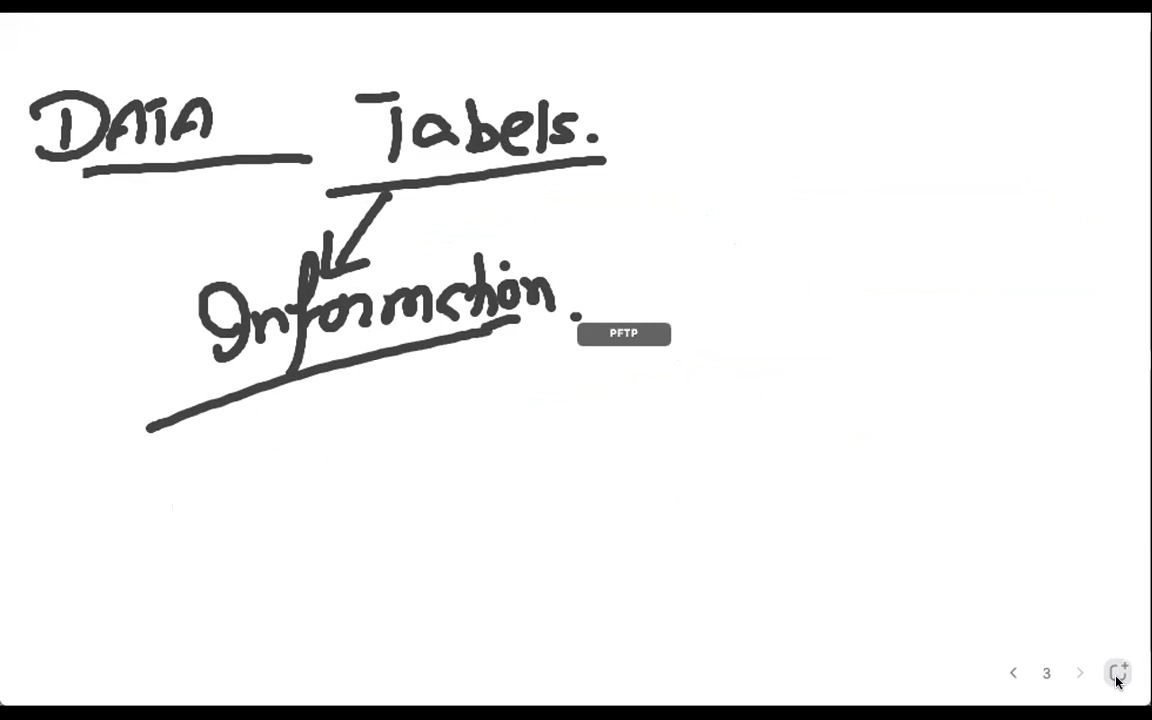 DATA Tabels.
Information.
PFTP
3